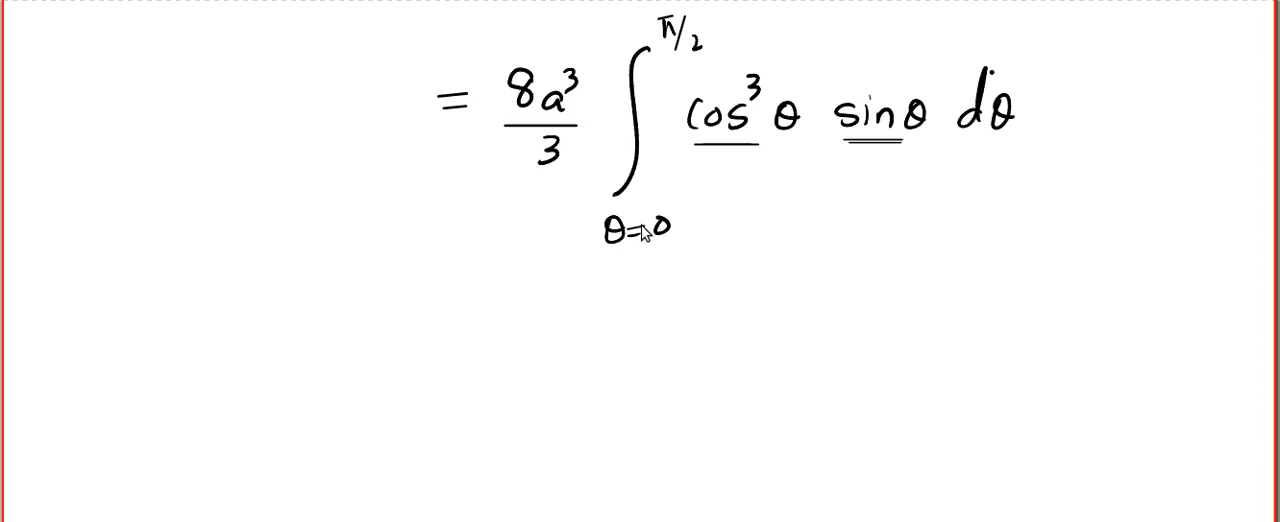 = 8a³/3 ∫_{θ=0}^{π/2} cos³θ sinθ dθ